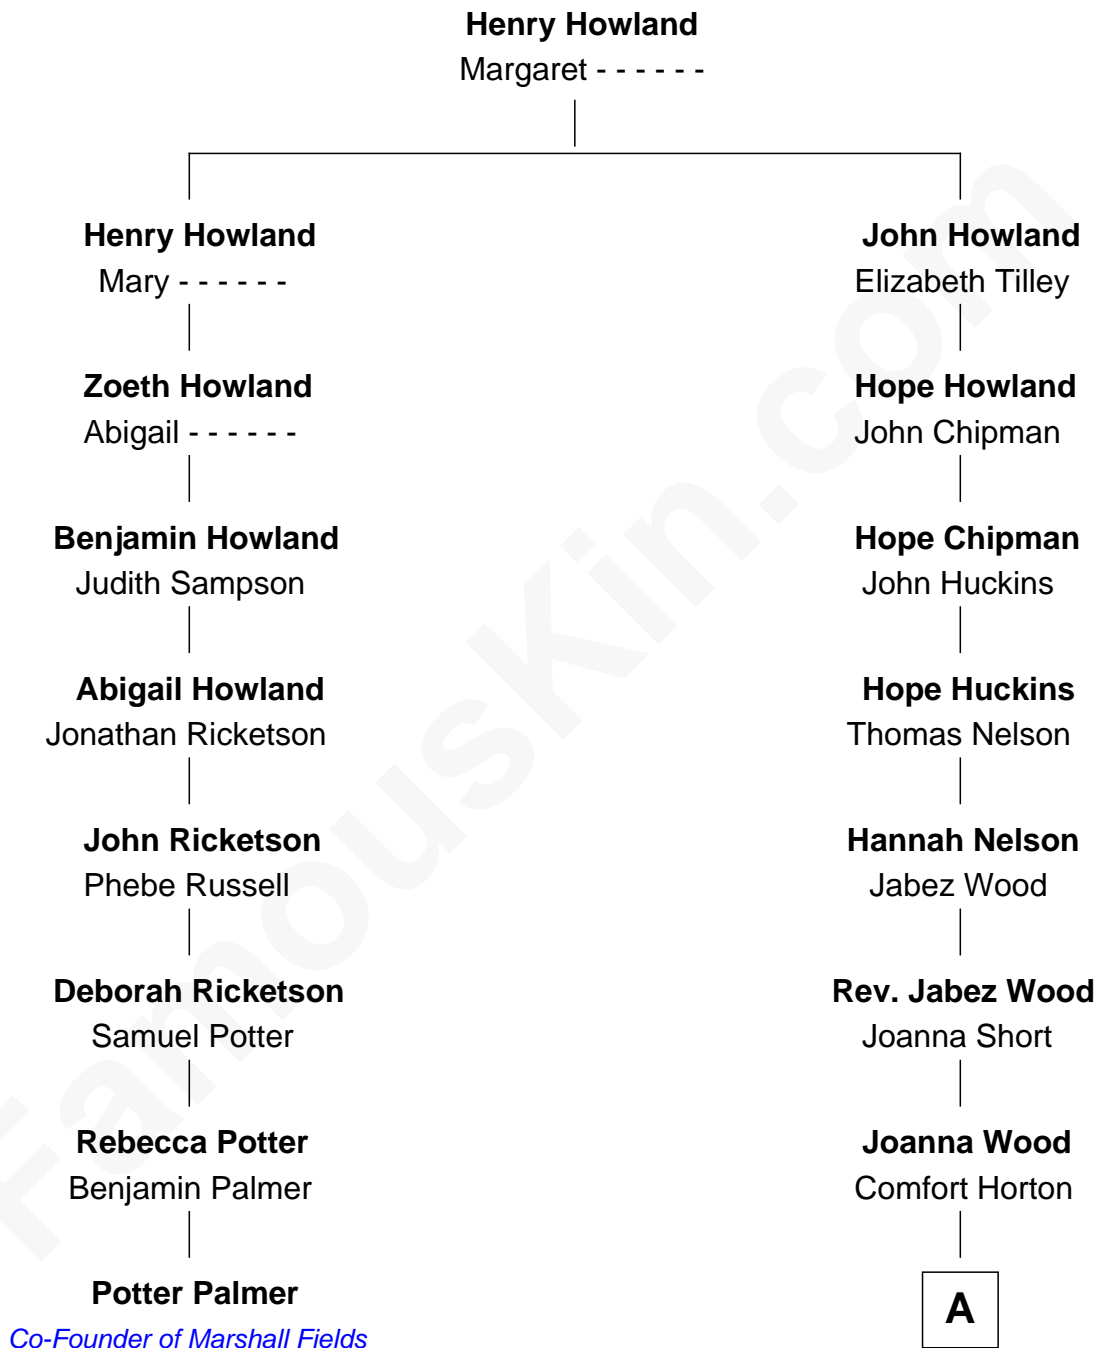 Henry Howland
Margaret - - - - - -
Henry Howland
Mary - - - - - -
John Howland
Elizabeth Tilley
Zoeth Howland
Abigail - - - - - -
Hope Howland
John Chipman
Benjamin Howland
Judith Sampson
Hope Chipman
John Huckins
Abigail Howland
Jonathan Ricketson
Hope Huckins
Thomas Nelson
John Ricketson
Phebe Russell
Hannah Nelson
Jabez Wood
Deborah Ricketson
Samuel Potter
Rev. Jabez Wood
Joanna Short
Rebecca Potter
Benjamin Palmer
Joanna Wood
Comfort Horton
Potter Palmer
Co-Founder of Marshall Fields
A
FamousKin.com